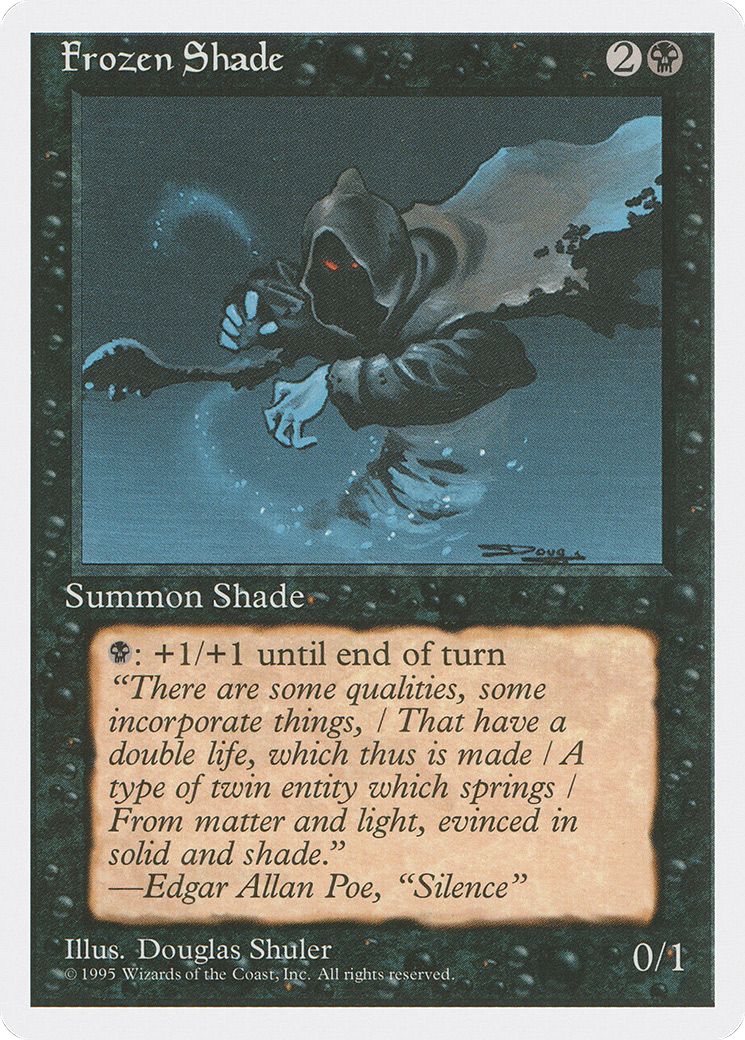 Frozen Shade 2
Doug S
Summon Shade
: +1/+1 until end of turn
“There are some qualities, some
incorporate things, / That have a
double life, which thus is made / A
type of twin entity which springs /
From matter and light, evinced in
solid and shade.”
—Edgar Allan Poe, “Silence”
Illus. Douglas Shuler
0/1
© 1995 Wizards of the Coast, Inc. All rights reserved.